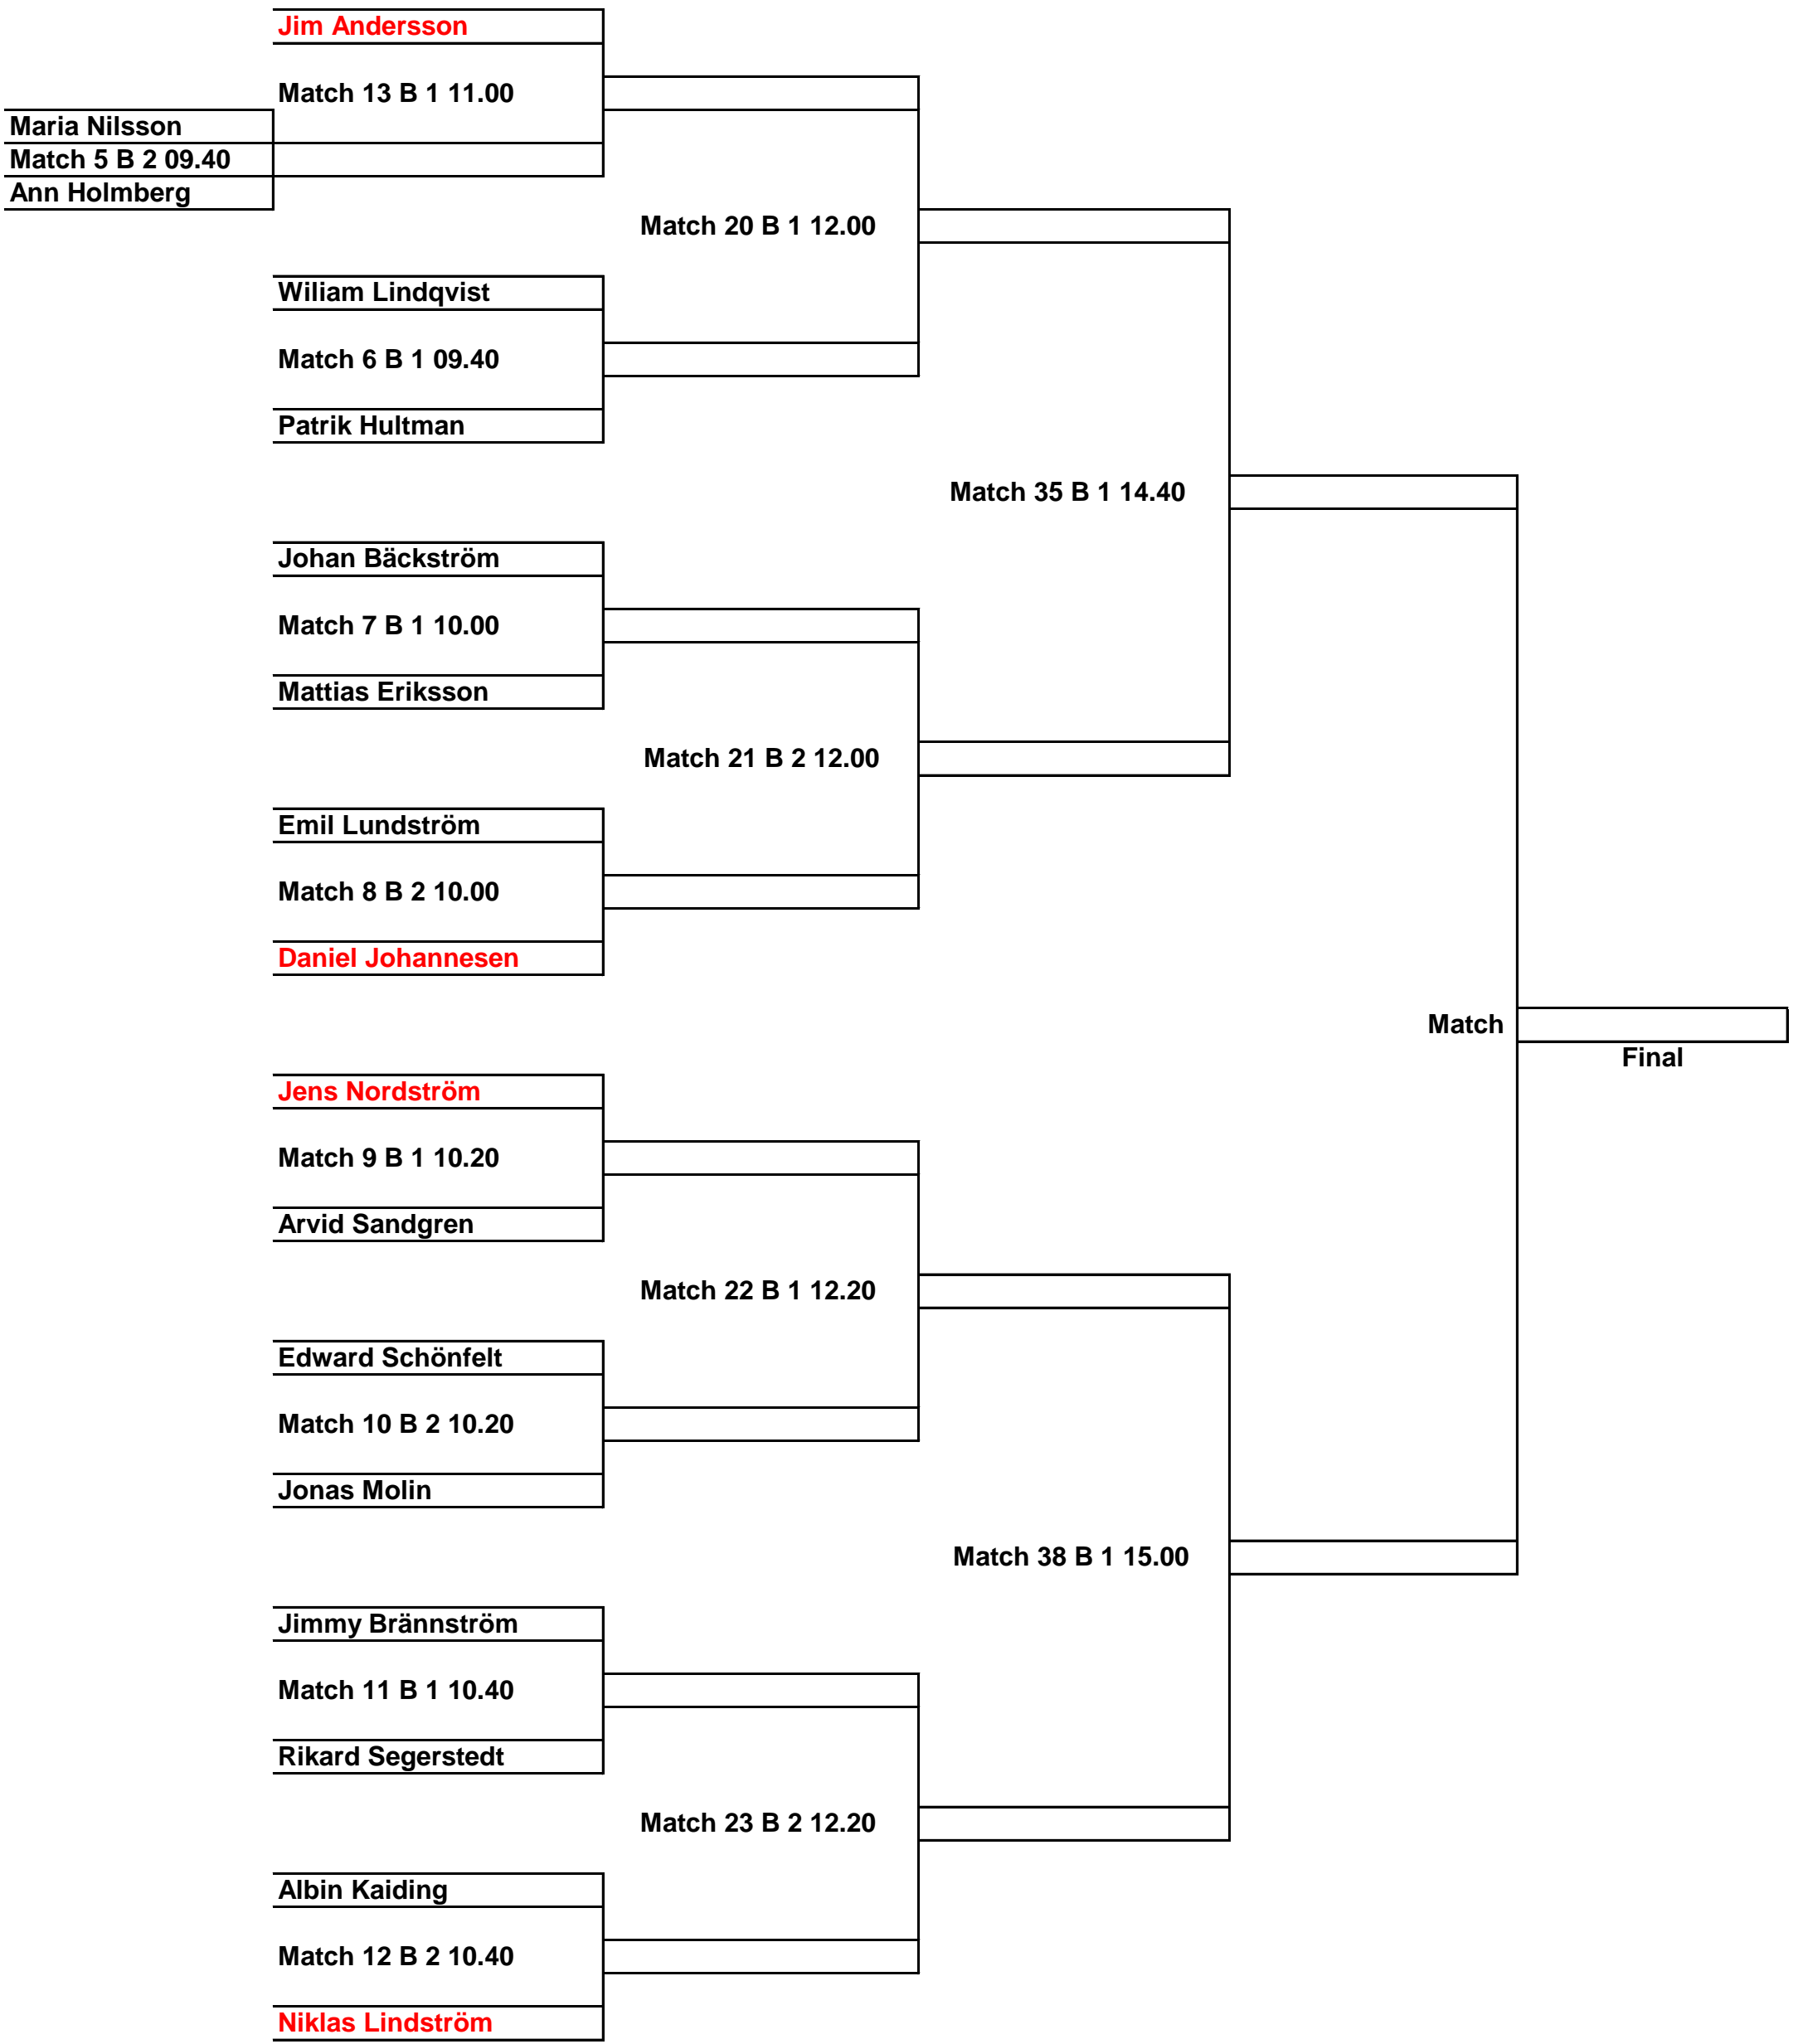 Jim Andersson
Match 13 B 1 11.00
Maria Nilsson
Match 5 B 2 09.40
Ann Holmberg
Match 20 B 1 12.00
Wiliam Lindqvist
Match 6 B 1 09.40
Patrik Hultman
Match 35 B 1 14.40
Johan Bäckström
Match 7 B 1 10.00
Mattias Eriksson
Match 21 B 2 12.00
Emil Lundström
Match 8 B 2 10.00
Daniel Johannesen
Match
Final
Jens Nordström
Match 9 B 1 10.20
Arvid Sandgren
Match 22 B 1 12.20
Edward Schönfelt
Match 10 B 2 10.20
Jonas Molin
Match 38 B 1 15.00
Jimmy Brännström
Match 11 B 1 10.40
Rikard Segerstedt
Match 23 B 2 12.20
Albin Kaiding
Match 12 B 2 10.40
Niklas Lindström